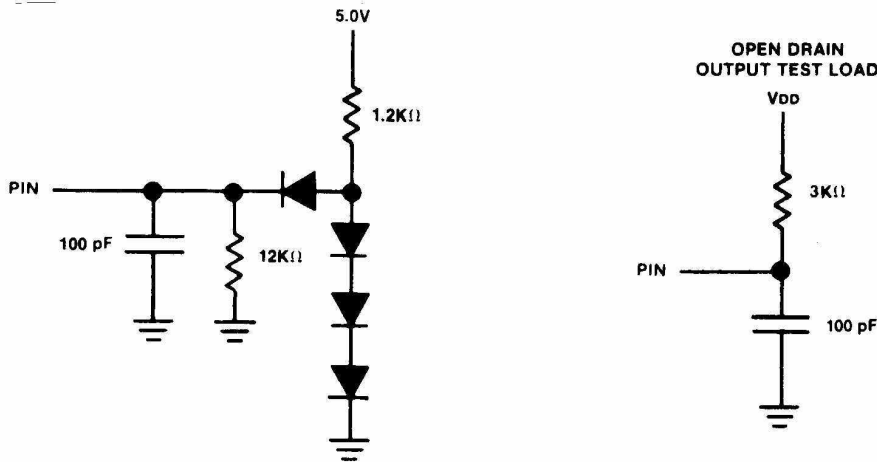 5.0V
1.2KΩ
PIN
100 pF
12KΩ
OPEN DRAIN
OUTPUT TEST LOAD
VDD
3KΩ
PIN
100 pF